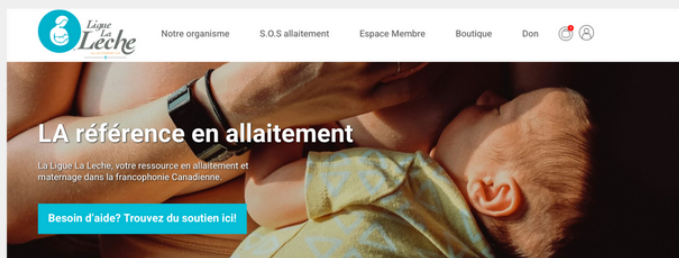 Ligue
La
Leche
Notre organisme
S.O.S allaitement
Espace Membre
Boutique
Don
LA référence en allaitement
La Ligue La Leche, votre ressource en allaitement et
maternage dans la francophonie Canadienne.
Besoin d'aide? Trouvez du soutien ici!